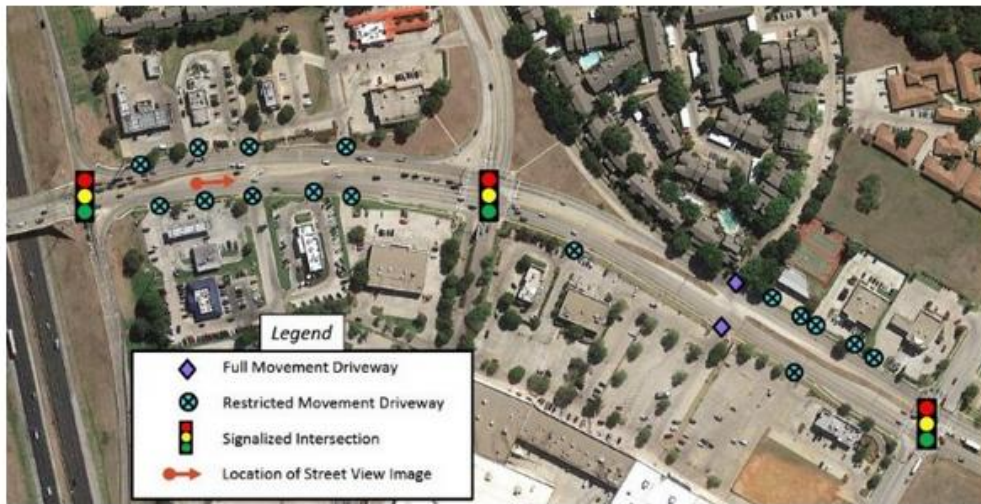 Legend
Full Movement Driveway
Restricted Movement Driveway
Signalized Intersection
Location of Street View Image